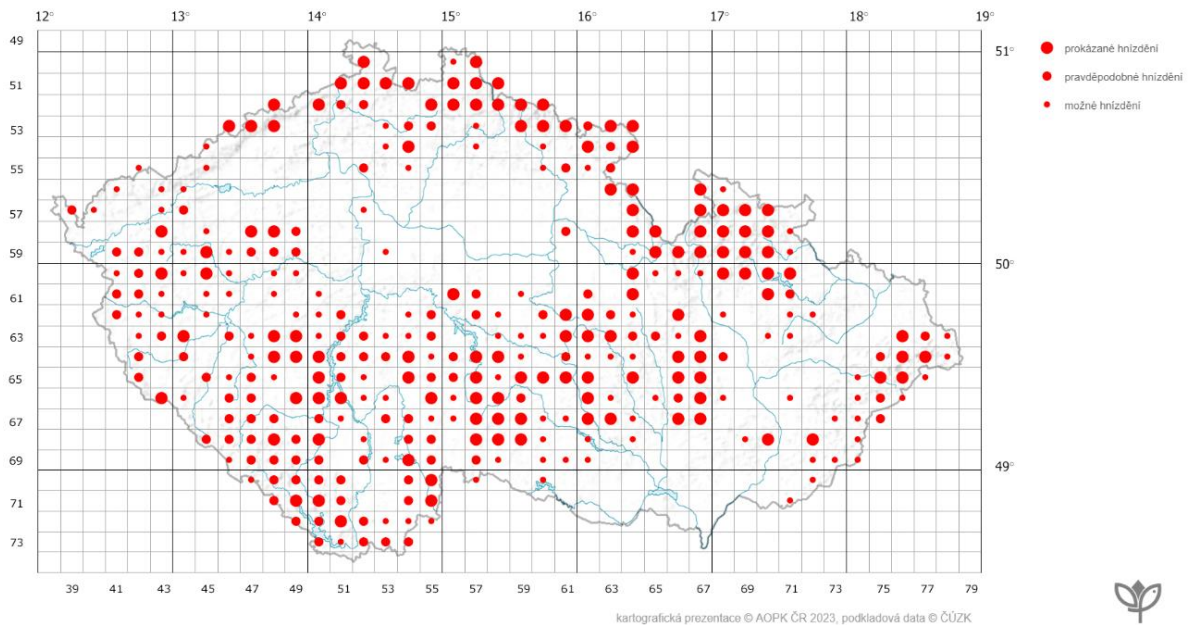 12° 13° 14° 15° 16° 17° 18° 19°
49
51°
prokázané hnízdění
51
pravděpodobné hnízdění
možné hnízdění
53
55
57
59
50°
61
63
65
67
69
49°
71
73
39 41 43 45 47 49 51 53 55 57 59 61 63 65 67 69 71 73 75 77 79
kartografická prezentace © AOPK ČR 2023, podkladová data © ČÚZK